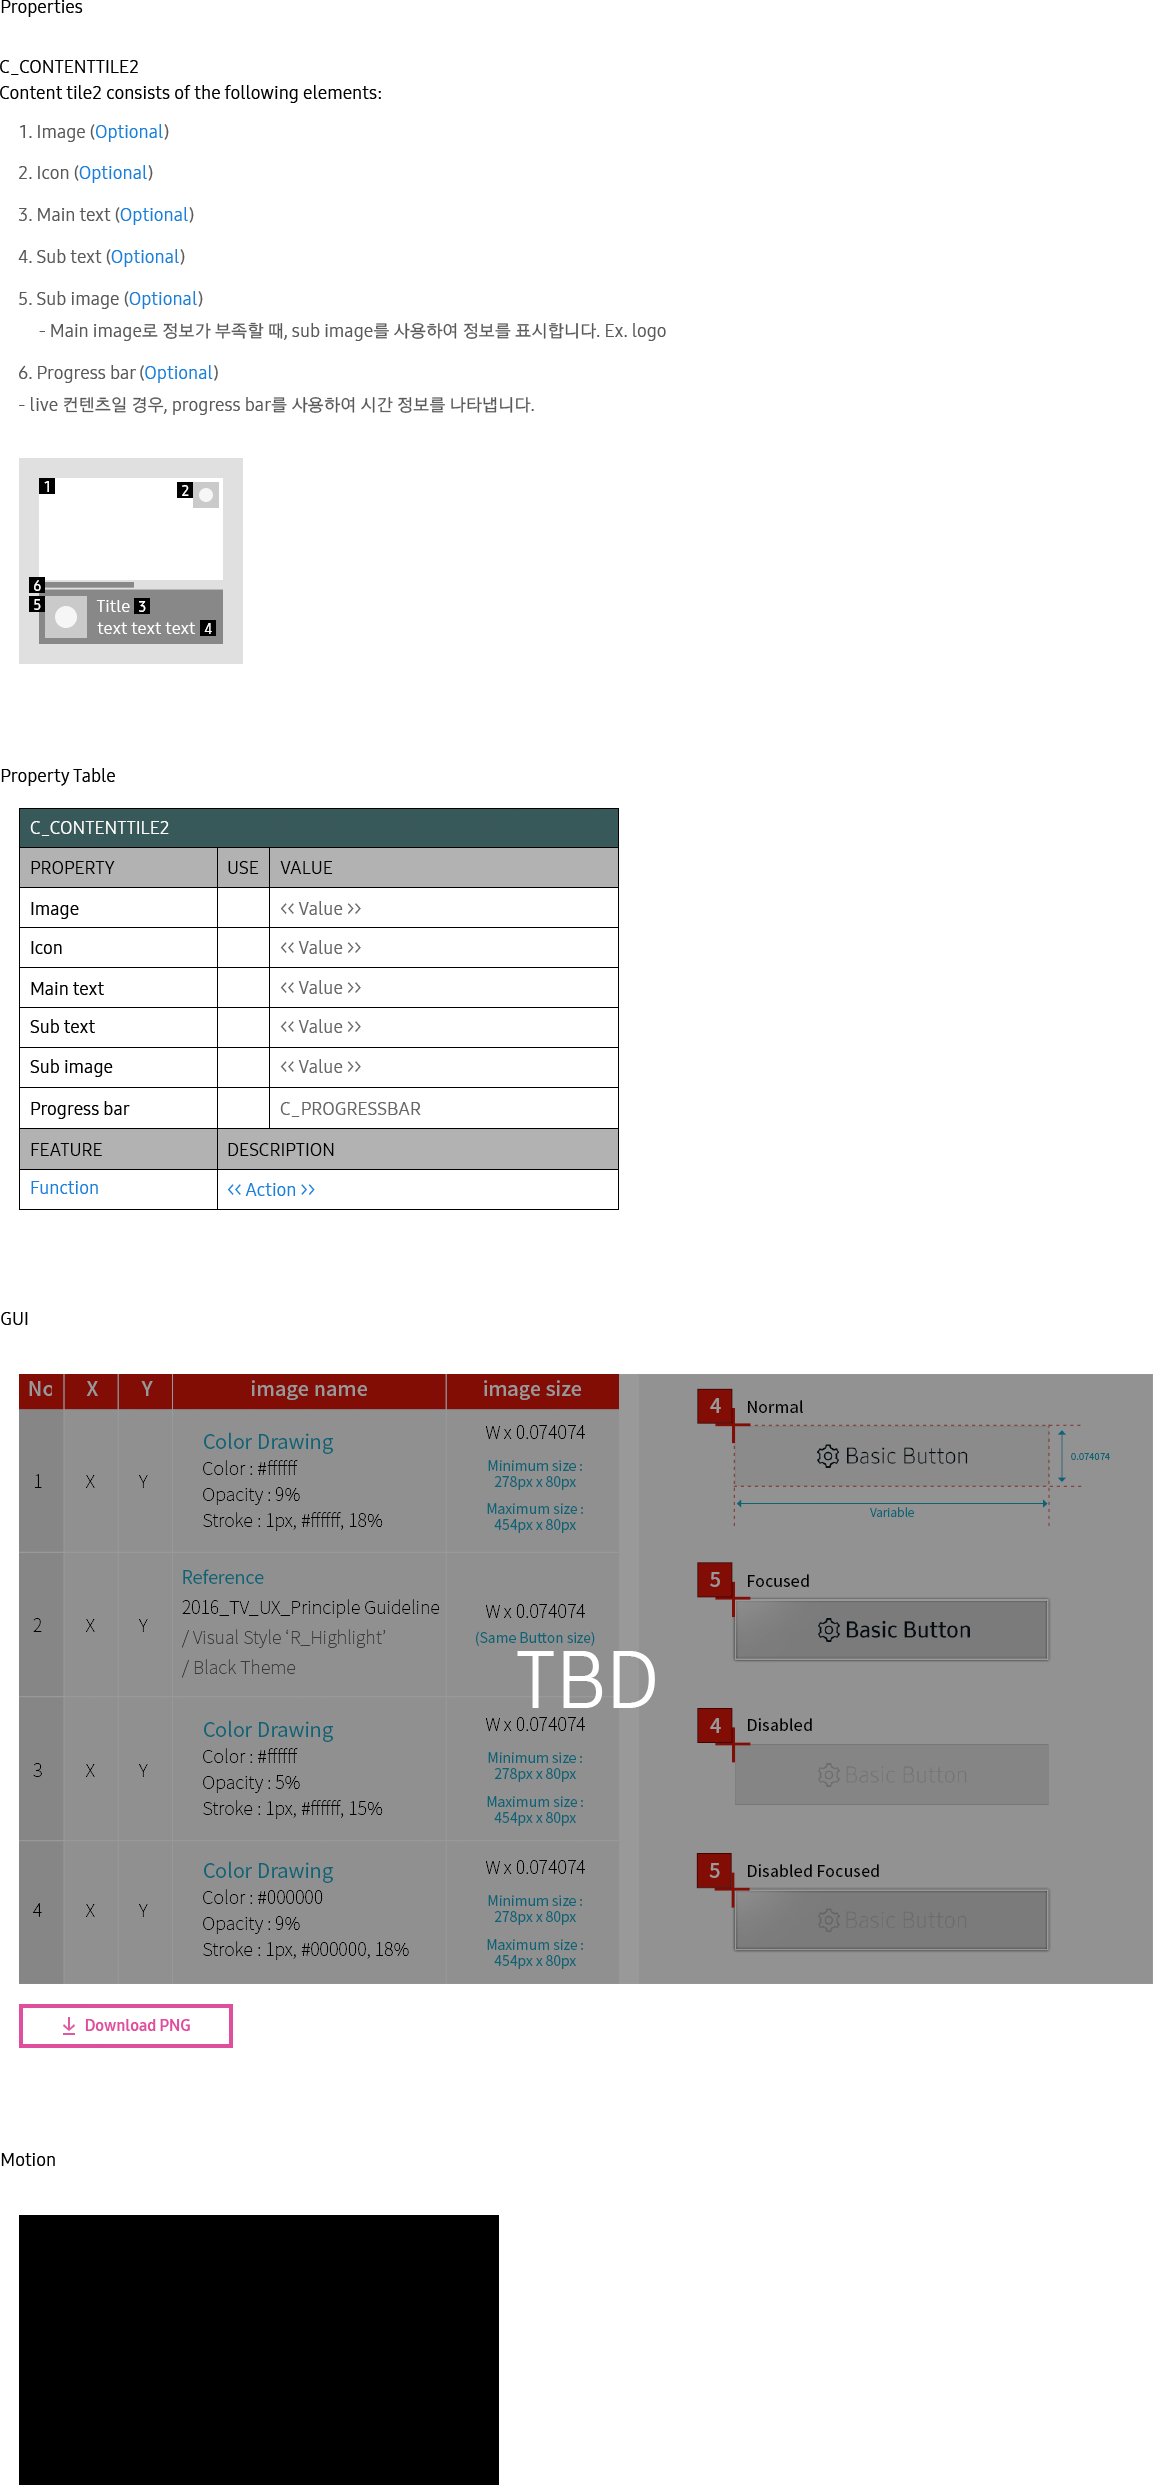 Properties
C_CONTENTTILE2
Content tile2 consists of the following elements:
1. Image (Optional)
2. Icon (Optional)
3. Main text (Optional)
4. Sub text (Optional)
5. Sub image (Optional)
- Main image로 정보가 부족할 때, sub image를 사용하여 정보를 표시합니다. Ex. logo
6. Progress bar (Optional)
- live 컨텐츠일 경우, progress bar를 사용하여 시간 정보를 나타냅니다.
1
2
6
5
Title 3
text text text 4
Property Table
C_CONTENTTILE2
PROPERTY USE VALUE
Image << Value >>
Icon << Value >>
Main text << Value >>
Sub text << Value >>
Sub image << Value >>
Progress bar C_PROGRESSBAR
FEATURE DESCRIPTION
Function << Action >>
GUI
No X Y image name image size
1 X Y
Color Drawing
Color : #ffffff
Opacity : 9%
Stroke : 1px, #ffffff, 18%
W x 0.074074
Minimum size :
278px x 80px
Maximum size :
454px x 80px
2 X Y
Reference
2016_TV_UX_Principle Guideline
/ Visual Style ‘R_Highlight’
/ Black Theme
W x 0.074074
(Same Button size)
3 X Y
Color Drawing
Color : #ffffff
Opacity : 5%
Stroke : 1px, #ffffff, 15%
W x 0.074074
Minimum size :
278px x 80px
Maximum size :
454px x 80px
4 X Y
Color Drawing
Color : #000000
Opacity : 9%
Stroke : 1px, #000000, 18%
W x 0.074074
Minimum size :
278px x 80px
Maximum size :
454px x 80px
TBD
4 Normal
Basic Button
0.074074
Variable
5 Focused
Basic Button
4 Disabled
Basic Button
5 Disabled Focused
Basic Button
Download PNG
Motion